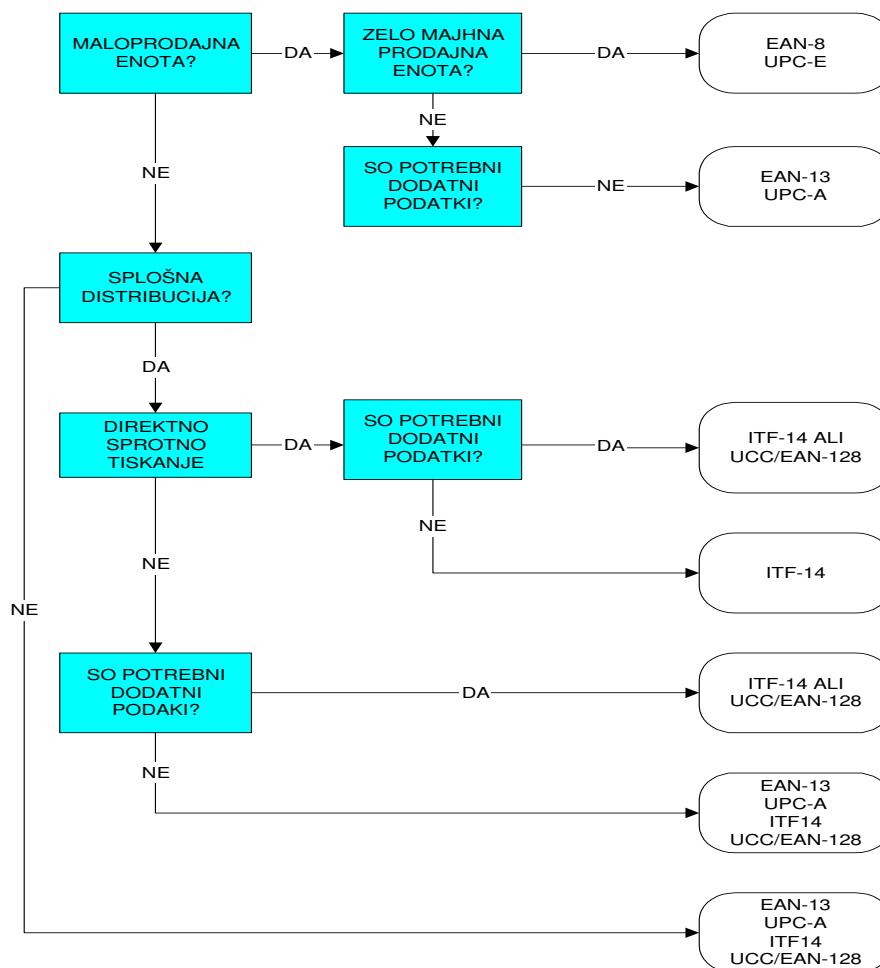 MALOPRODAJNA
ENOTA?
DA
ZELO MAJHNA
PRODAJNA
ENOTA?
DA
EAN-8
UPC-E
NE
NE
SO POTREBNI
DODATNI
PODATKI?
NE
EAN-13
UPC-A
SPLOŠNA
DISTRIBUCIJA?
DA
DIREKTNO
SPROTNO
TISKANJE
DA
SO POTREBNI
DODATNI
PODATKI?
DA
ITF-14 ALI
UCC/EAN-128
NE
ITF-14
NE
NE
SO POTREBNI
DODATNI
PODAKI?
DA
ITF-14 ALI
UCC/EAN-128
NE
EAN-13
UPC-A
ITF14
UCC/EAN-128
EAN-13
UPC-A
ITF14
UCC/EAN-128